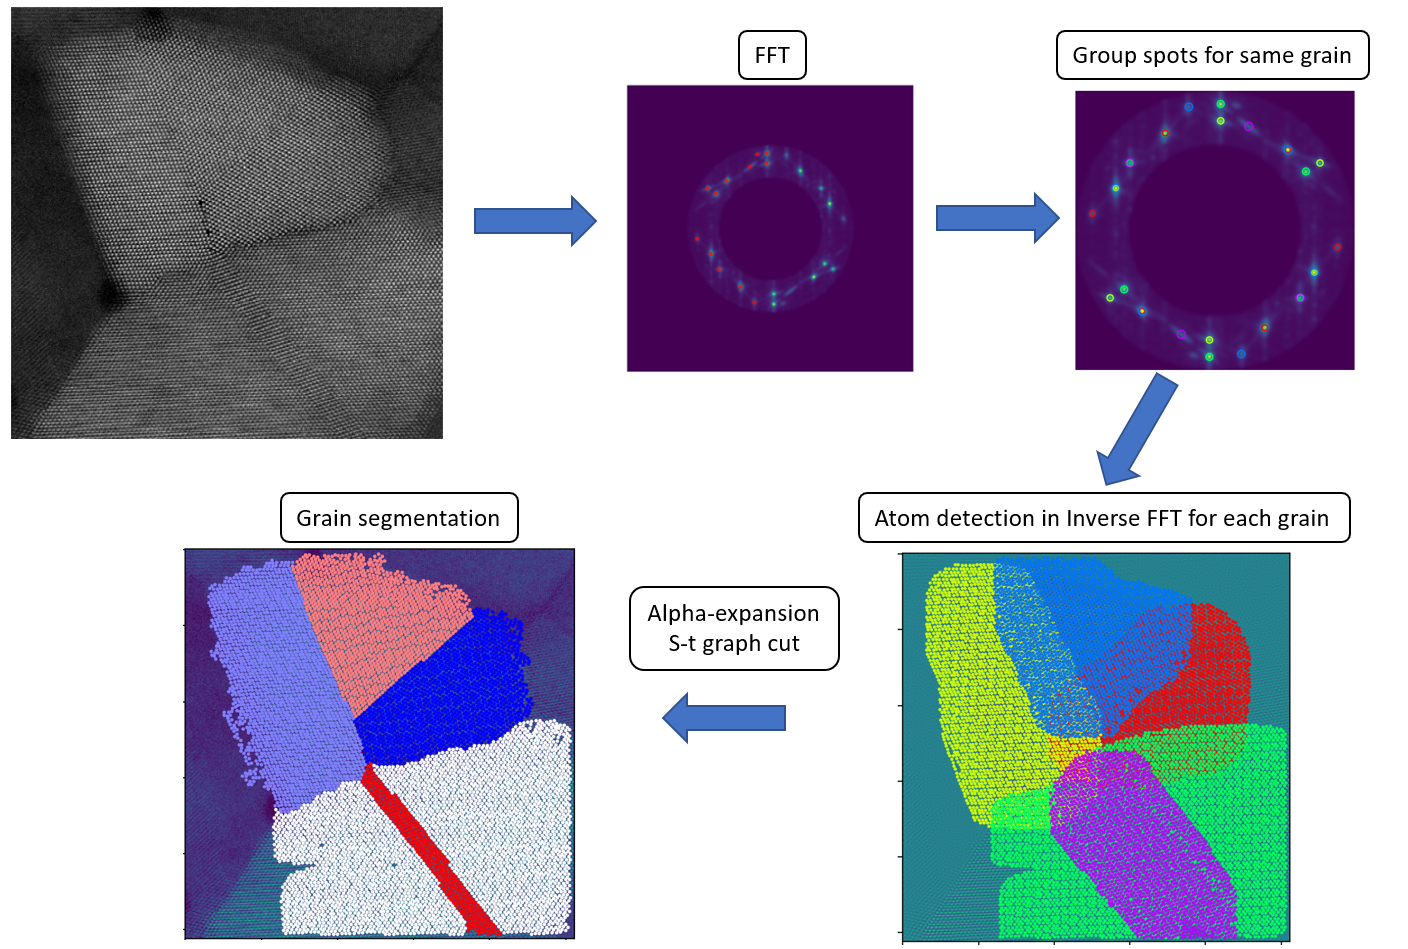 FFT
Group spots for same grain
Atom detection in Inverse FFT for each grain
Alpha-expansion
S-t graph cut
Grain segmentation